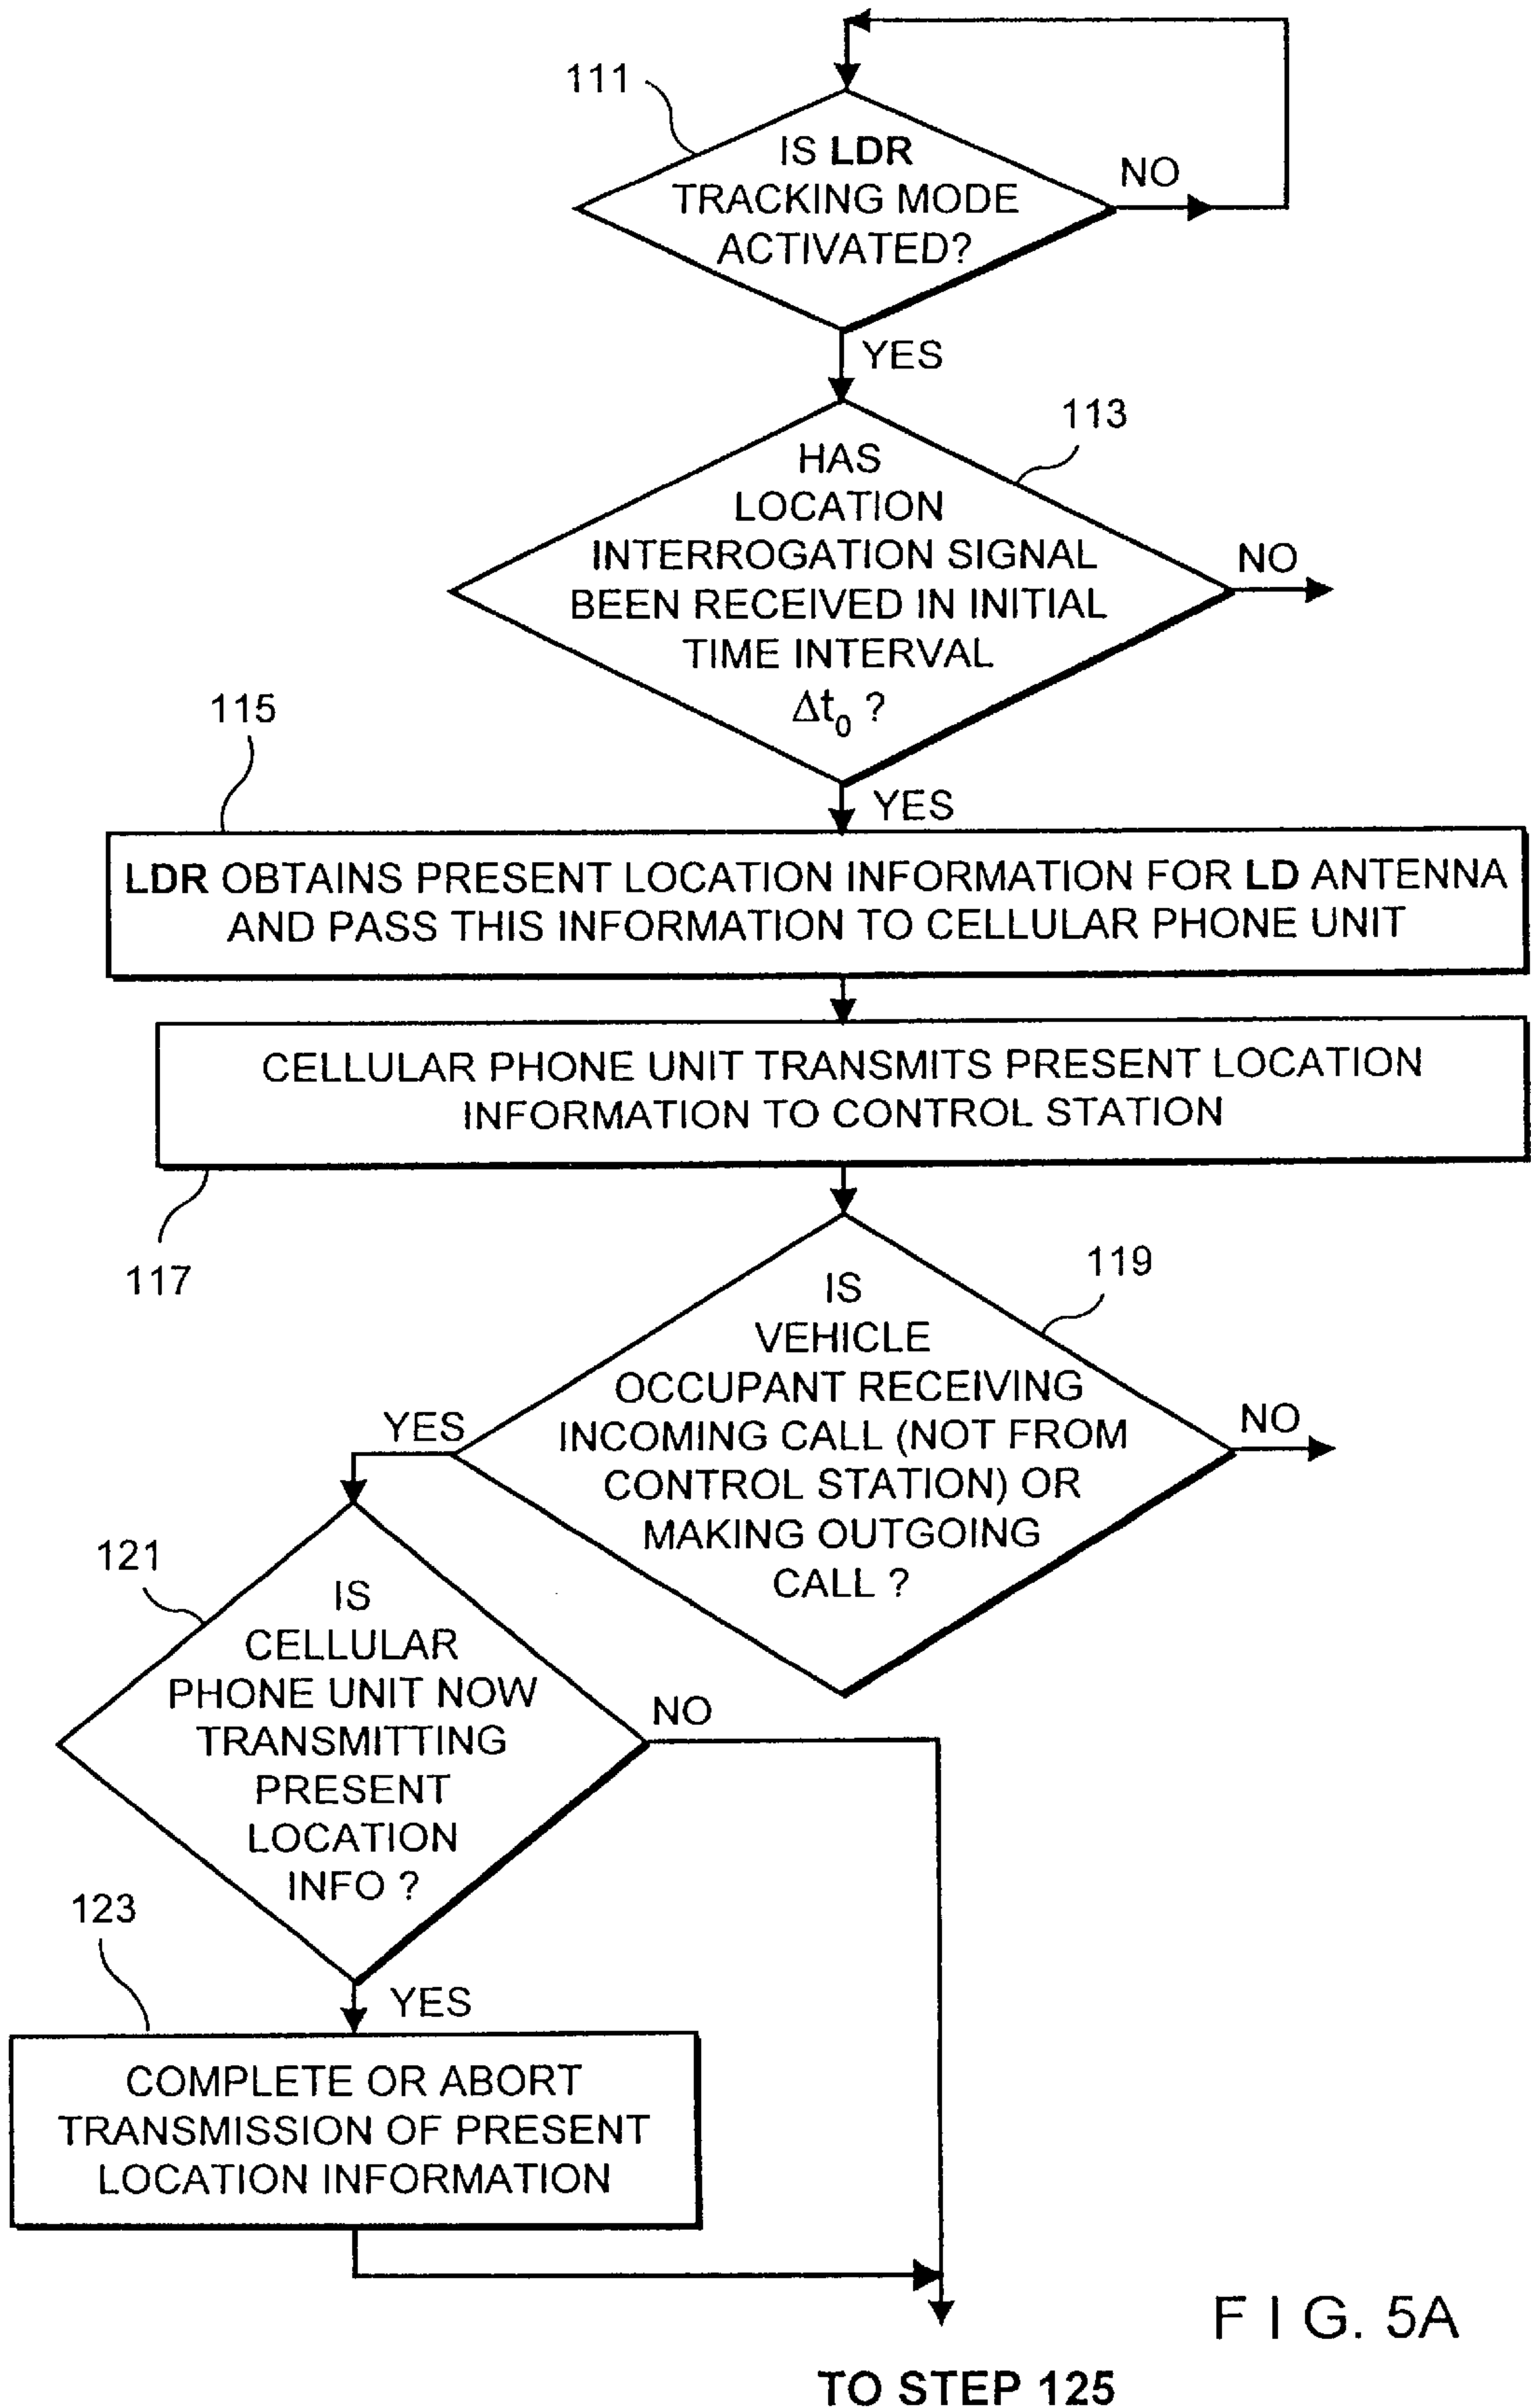 111
IS LDR
TRACKING MODE
ACTIVATED?
NO
YES
113
HAS
LOCATION
INTERROGATION SIGNAL
BEEN RECEIVED IN INITIAL
TIME INTERVAL
Δt0 ?
NO
115
YES
LDR OBTAINS PRESENT LOCATION INFORMATION FOR LD ANTENNA
AND PASS THIS INFORMATION TO CELLULAR PHONE UNIT
CELLULAR PHONE UNIT TRANSMITS PRESENT LOCATION
INFORMATION TO CONTROL STATION
117
119
IS
VEHICLE
OCCUPANT RECEIVING
INCOMING CALL (NOT FROM
CONTROL STATION) OR
MAKING OUTGOING
CALL ?
YES
NO
121
IS
CELLULAR
PHONE UNIT NOW
TRANSMITTING
PRESENT
LOCATION
INFO ?
NO
123
YES
COMPLETE OR ABORT
TRANSMISSION OF PRESENT
LOCATION INFORMATION
FIG. 5A
TO STEP 125